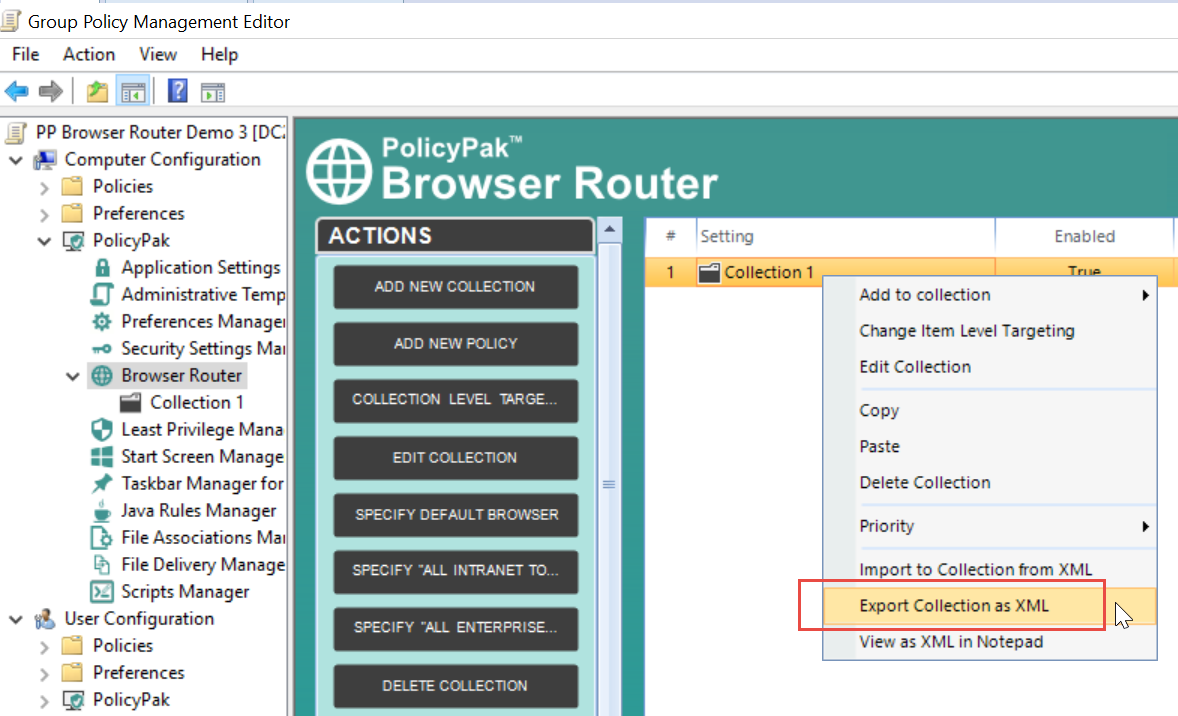 Group Policy Management Editor
File Action View Help
PP Browser Router Demo 3 [DC
Computer Configuration
Policies
Preferences
PolicyPak
Application Settings
Administrative Temp
Preferences Manager
Security Settings Mai
Browser Router
Collection 1
Least Privilege Mana
Start Screen Manage
Taskbar Manager for
Java Rules Manager
File Associations Mai
File Delivery Manage
Scripts Manager
User Configuration
Policies
Preferences
PolicyPak
PolicyPak™
Browser Router
ACTIONS
ADD NEW COLLECTION
ADD NEW POLICY
COLLECTION LEVEL TARGE...
EDIT COLLECTION
SPECIFY DEFAULT BROWSER
SPECIFY "ALL INTRANET TO...
SPECIFY "ALL ENTERPRISE...
DELETE COLLECTION
# Setting Enabled
1 Collection 1 True
Add to collection
Change Item Level Targeting
Edit Collection
Copy
Paste
Delete Collection
Priority
Import to Collection from XML
Export Collection as XML
View as XML in Notepad